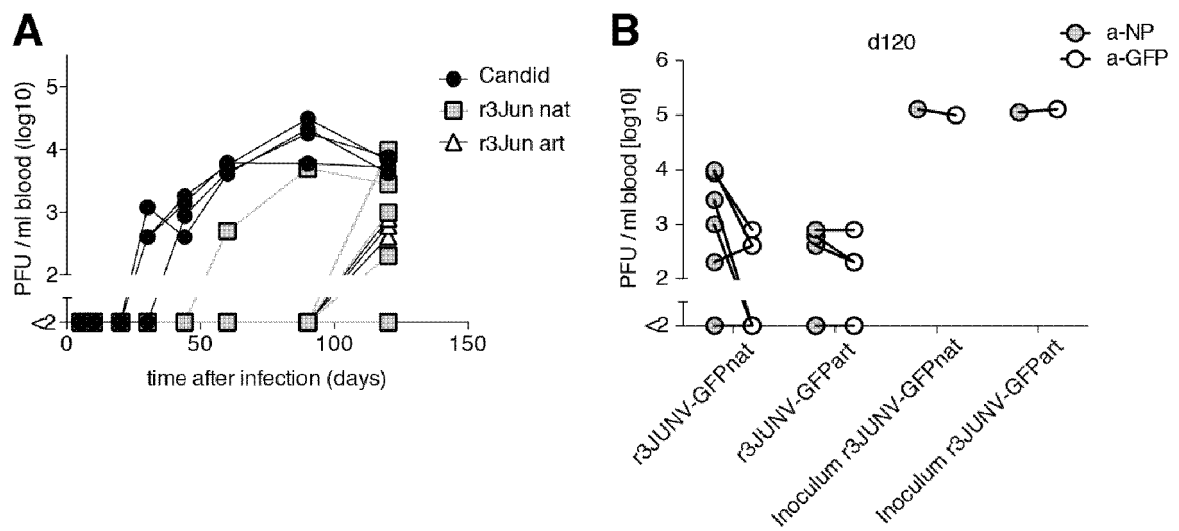 A
PFU / ml blood (log10)
5
4
3
2
<2
0
50
100
150
time after infection (days)
Candid
r3Jun nat
r3Jun art
B
d120
a-NP
a-GFP
PFU / ml blood [log10]
6
5
4
3
2
<2
r3JUNV-GFPnat
r3JUNV-GFPart
Inoculum r3JUNV-GFPnat
Inoculum r3JUNV-GFPart